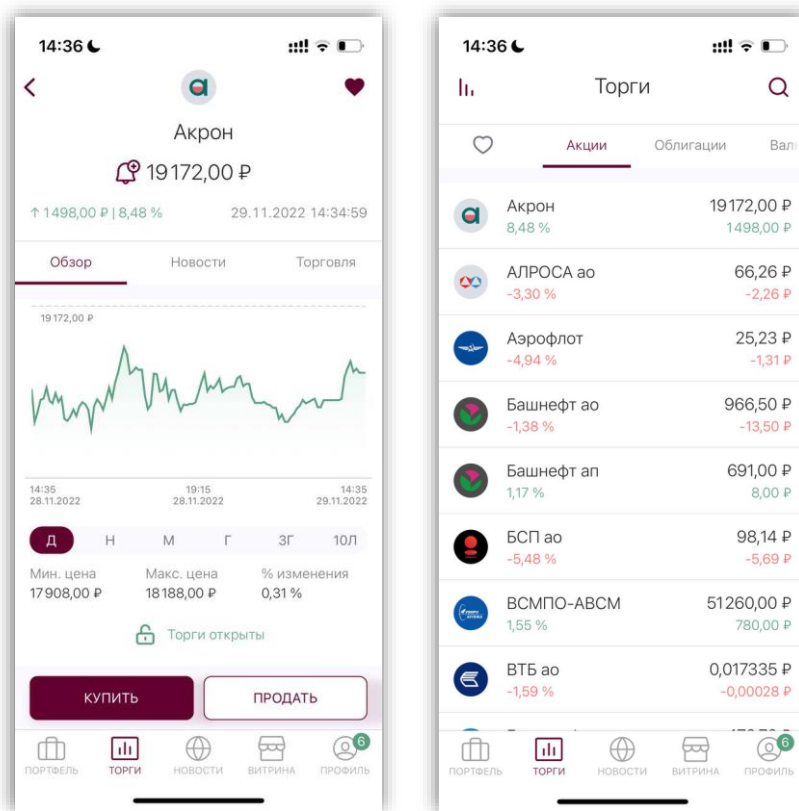 14:36
Акрон
19172,00 ₽
↑ 1498,00 ₽ | 8,48 %
29.11.2022 14:34:59
Обзор
Новости
Торговля
19172,00 ₽
14:35
28.11.2022
19:15
28.11.2022
14:35
29.11.2022
Д Н М Г 3Г 10Л
Мин. цена
17908,00 ₽
Макс. цена
18188,00 ₽
% изменения
0,31 %
Торги открыты
КУПИТЬ
ПРОДАТЬ
ПОРТФЕЛЬ
ТОРГИ
НОВОСТИ
ВИТРИНА
6
ПРОФИЛЬ
14:36
Торги
Акции
Облигации
Вал
Акрон
19172,00 ₽
8,48 %
1498,00 ₽
АЛРОСА ао
66,26 ₽
-3,30 %
-2,26 ₽
Аэрофлот
25,23 ₽
-4,94 %
-1,31 ₽
Башнефт ао
966,50 ₽
-1,38 %
-13,50 ₽
Башнефт ап
691,00 ₽
1,17 %
8,00 ₽
БСП ао
98,14 ₽
-5,48 %
-5,69 ₽
ВСМПО-АВСМ
51260,00 ₽
1,55 %
780,00 ₽
ВТБ ао
0,017335 ₽
-1,59 %
-0,00028 ₽
ПОРТФЕЛЬ
ТОРГИ
НОВОСТИ
ВИТРИНА
6
ПРОФИЛЬ